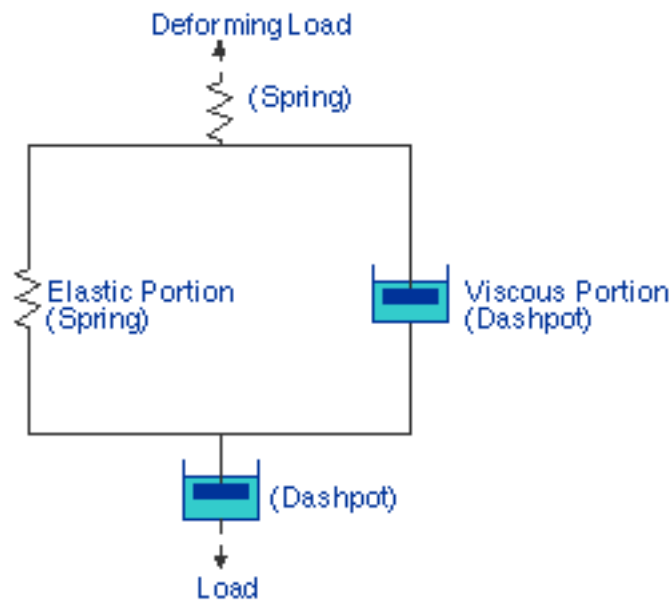 Deforming Load
(Spring)
Elastic Portion
(Spring)
Viscous Portion
(Dashpot)
(Dashpot)
Load